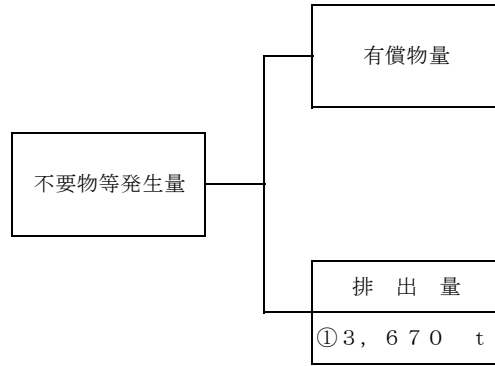 有償物量
不要物等発生量
排　出　量
①３，６７０　ｔ